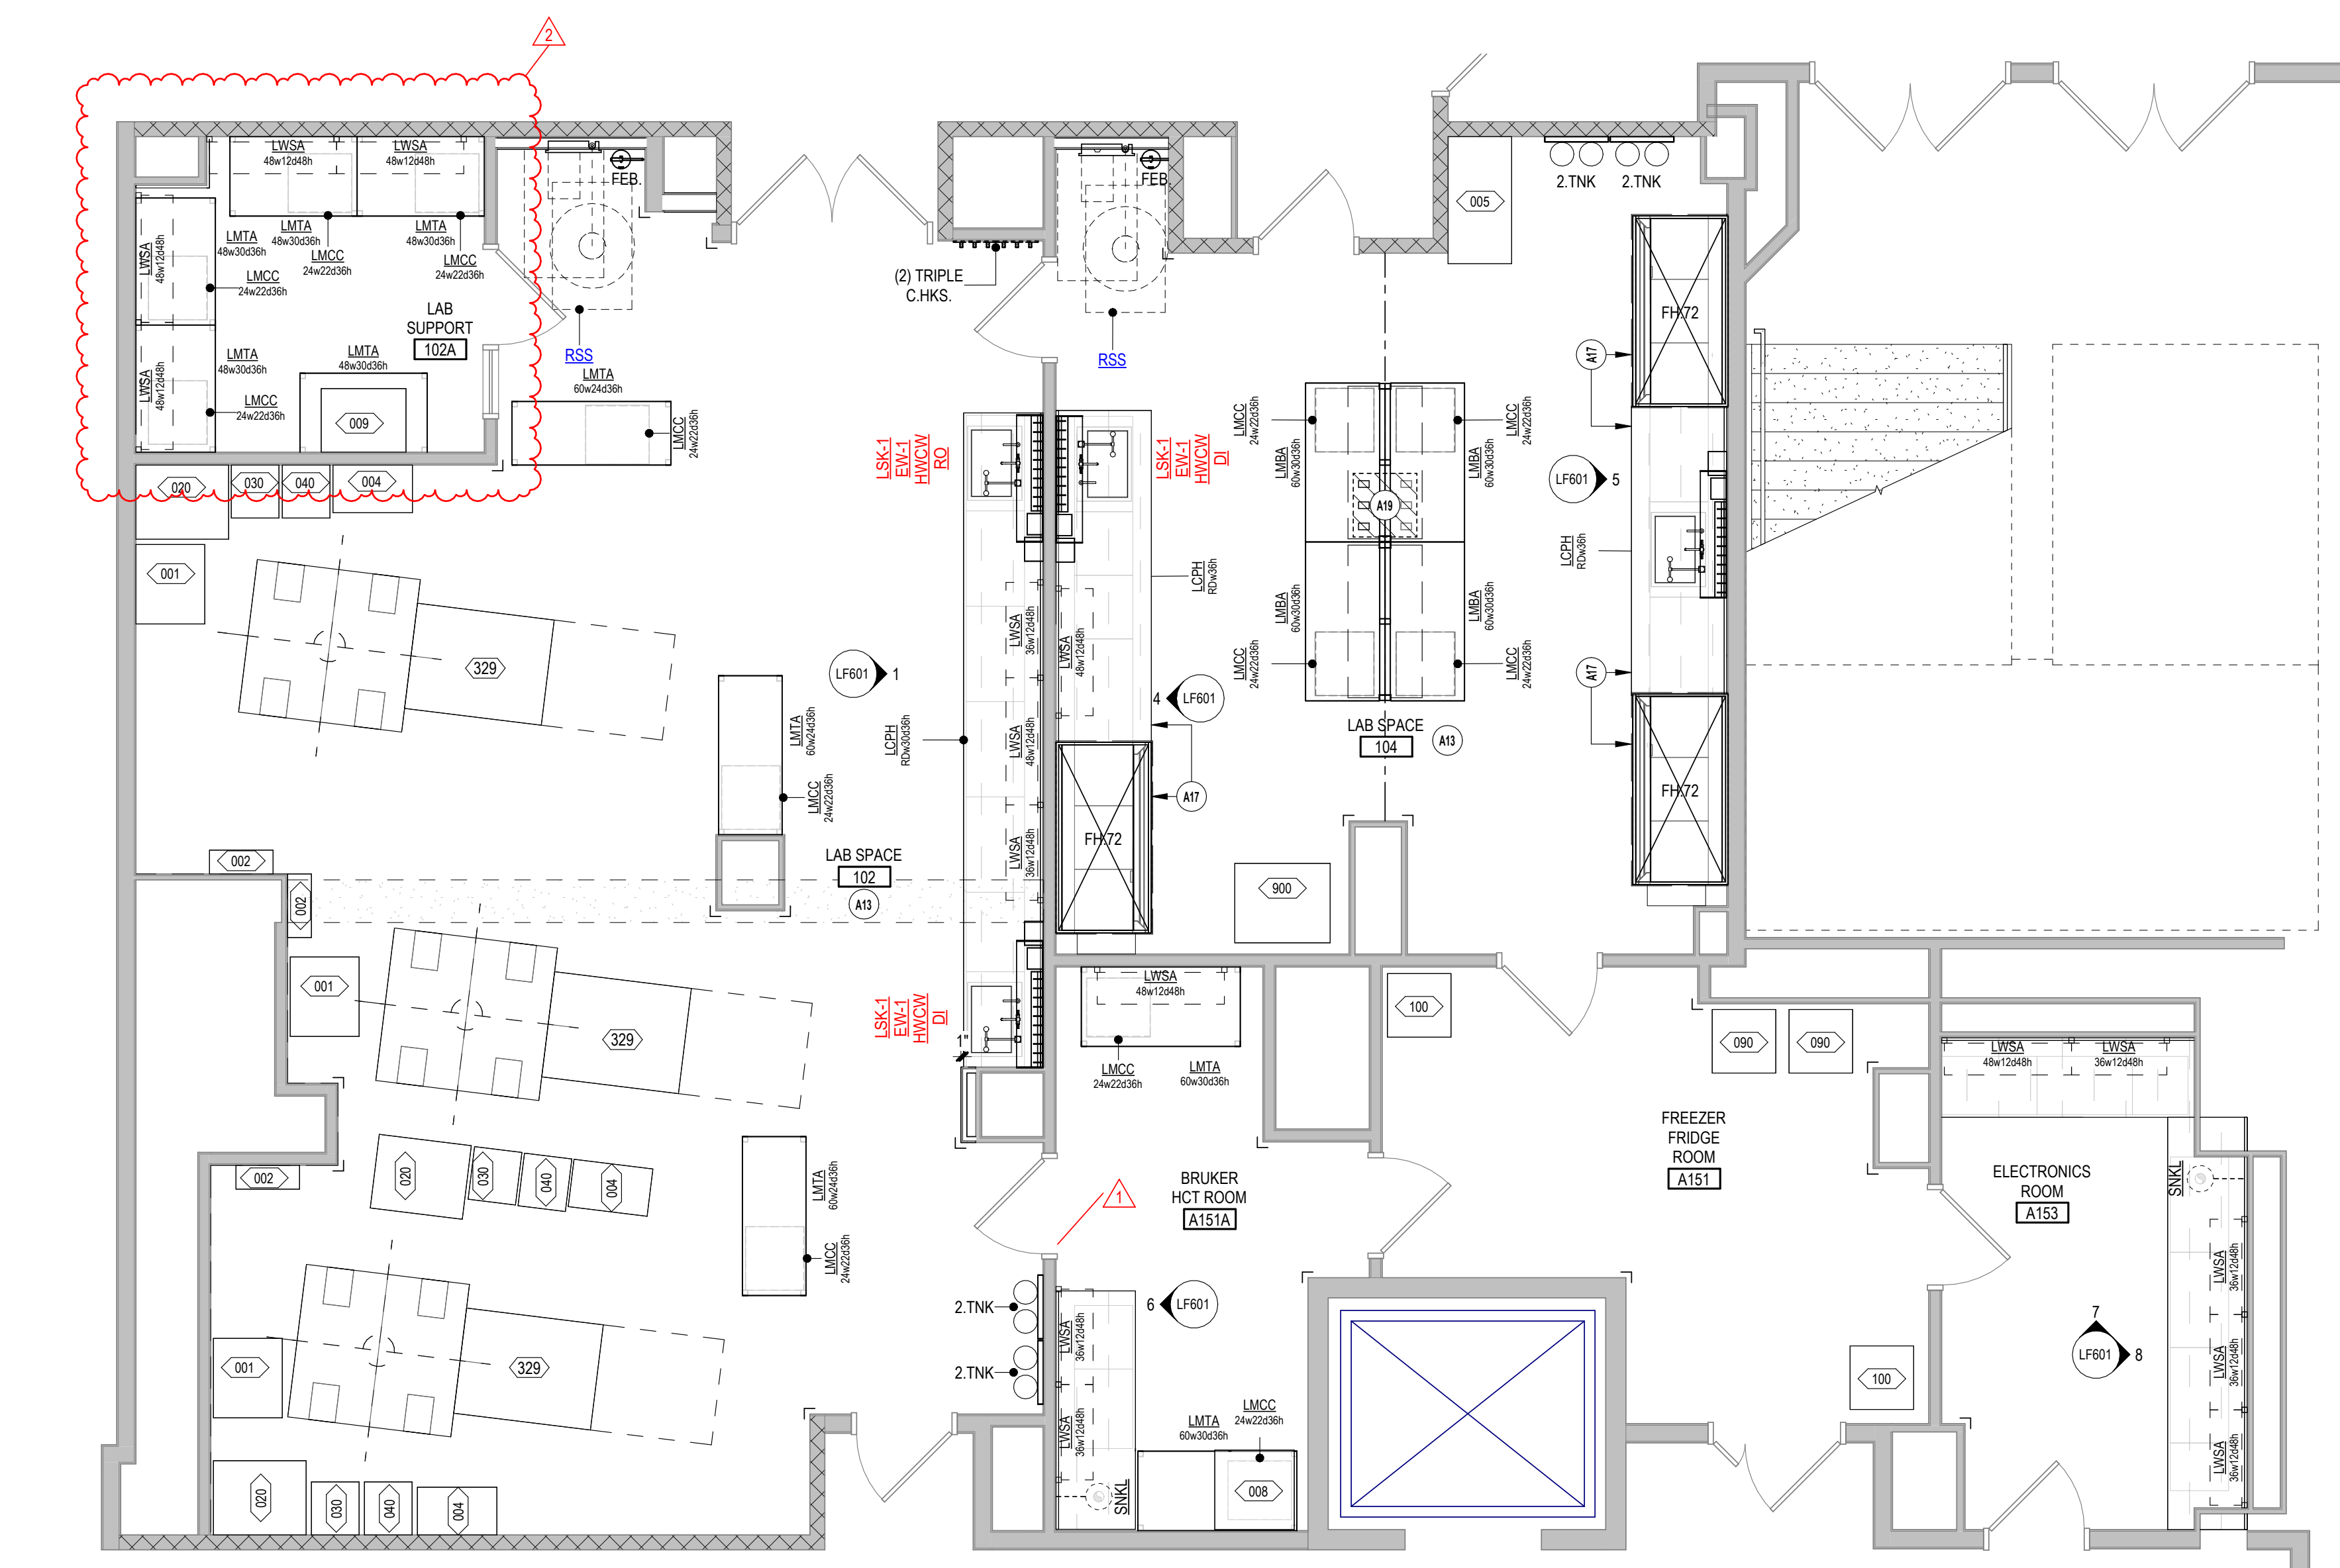 2
LWSA
48w12d48h
LWSA
48w12d48h
FEB.
FEB.
2.TNK
2.TNK
005
LMTA
48w30d36h
LMTA
48w30d36h
LMTA
48w30d36h
LMCC
24w22d36h
LMCC
24w22d36h
LWSA
48w12d48h
LMCC
24w22d36h
(2) TRIPLE
C.HKS.
LAB
SUPPORT
102A
RSS
RSS
FH.72
A17
LWSA
48w12d48h
LMTA
48w30d36h
LMCC
24w22d36h
LMTA
48w30d36h
009
LMTA
60w24d36h
LMCC
24w22d36h
LSK-1
EW-1
HWCW
RO
LSK-1
EW-1
HWCW
DI
LMCC
24w22d36h
LMCC
24w22d36h
LMBA
60w30d36h
LMBA
60w30d36h
A19
LF601
5
020
030
040
004
001
LCPH
RDw36h
LCPH
RDw36h
LMBA
60w30d36h
LMBA
60w30d36h
LMCC
24w22d36h
LMCC
24w22d36h
329
LF601
1
LWSA
36w12d48h
LWSA
48w12d48h
4
LF601
A17
LMTA
60w24d36h
LMCC
24w22d36h
LCPH
RDw30d36h
LWSA
48w12d48h
LAB SPACE
104
A13
A17
FH.72
FH.72
LWSA
36w12d48h
002
002
LAB SPACE
102
A13
900
001
329
LSK-1
EW-1
HWCW
DI
1"
LWSA
48w12d48h
LMCC
24w22d36h
LMTA
60w30d36h
100
090
090
LWSA
48w12d48h
LWSA
36w12d48h
FREEZER
FRIDGE
ROOM
A151
ELECTRONICS
ROOM
A153
SNKL
BRUKER
HCT ROOM
A151A
1
002
020
030
040
004
LMTA
60w24d36h
LMCC
24w22d36h
2.TNK
2.TNK
6
LF601
LWSA
36w12d48h
LWSA
36w12d48h
LWSA
36w12d48h
LWSA
36w12d48h
LWSA
36w12d48h
7
LF601
8
001
329
100
LMTA
60w30d36h
LMCC
24w22d36h
008
SNKL
020
030
040
004